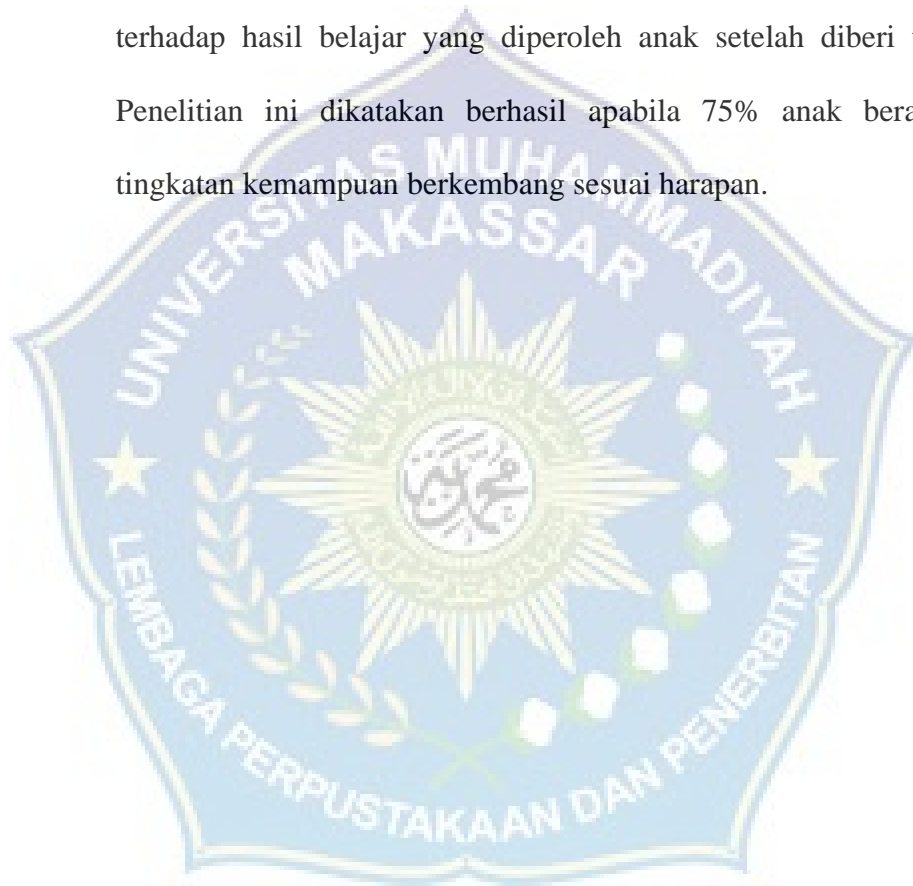 terhadap hasil belajar yang diperoleh anak setelah diberi
Penelitian ini dikatakan berhasil apabila 75% anak
tingkatan kemampuan berkembang sesuai harapan.
UNIVERSITAS MUHAMMADIYAH
MAKASSAR
LEMBAGA PERPUSTAKAAN DAN PENERBITAN